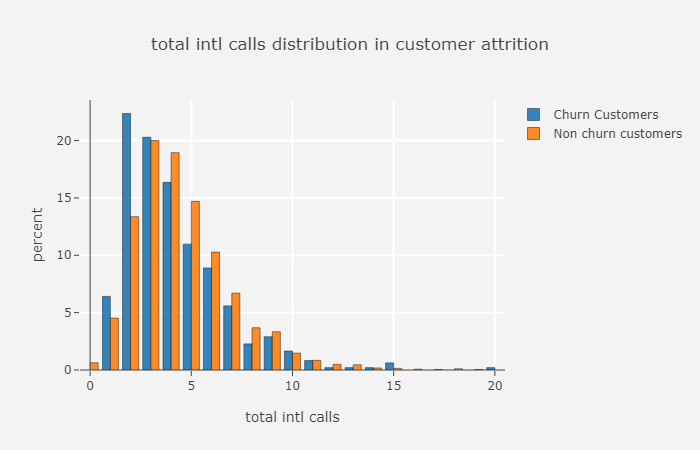 total intl calls distribution in customer attrition
Churn Customers
Non churn customers
percent
20
15
10
5
0
0 5 10 15 20
total intl calls